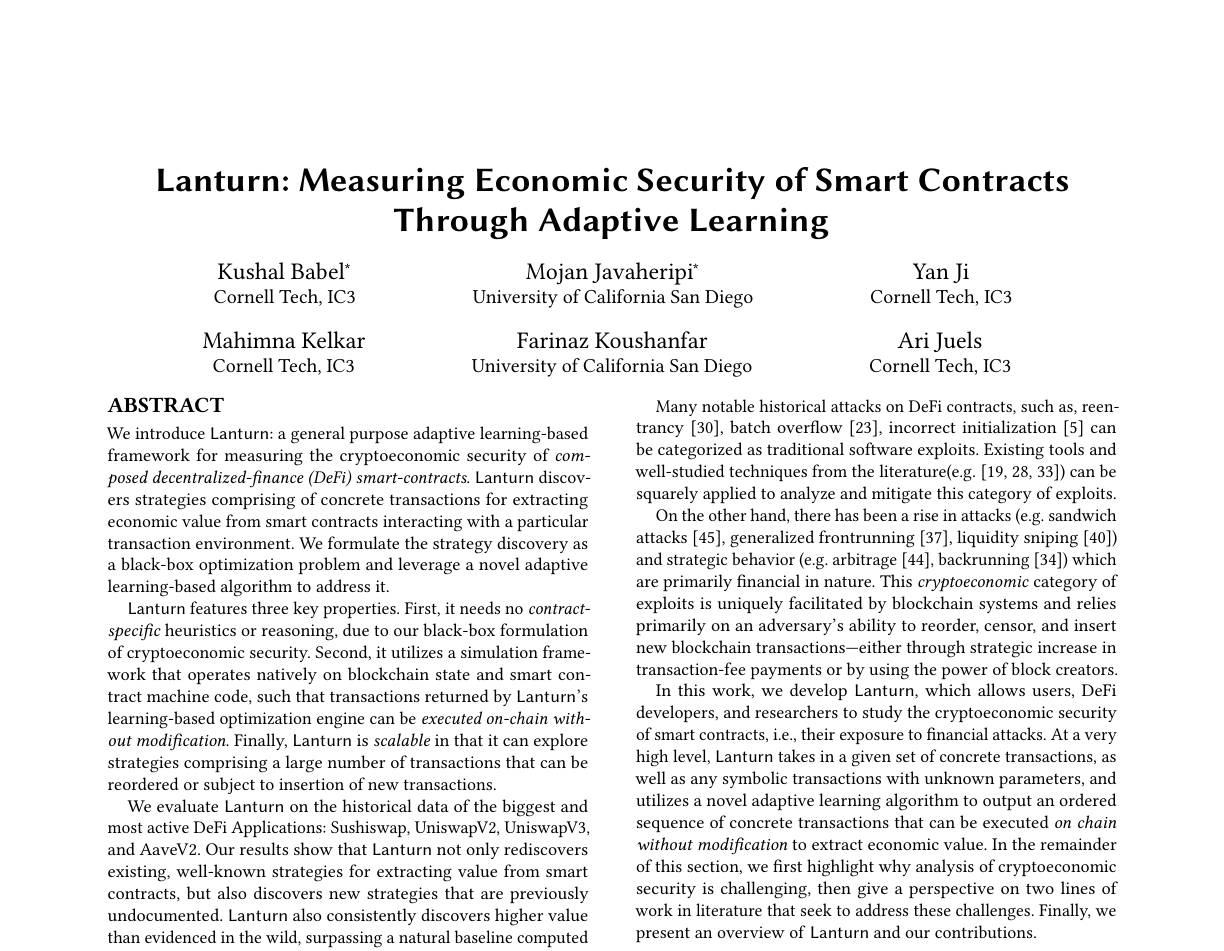 Lanturn: Measuring Economic Security of Smart Contracts
Through Adaptive Learning
Kushal Babel*
Cornell Tech, IC3
Mojan Javaheripi*
University of California San Diego
Yan Ji
Cornell Tech, IC3
Mahimna Kelkar
Cornell Tech, IC3
Farinaz Koushanfar
University of California San Diego
Ari Juels
Cornell Tech, IC3
ABSTRACT
We introduce Lanturn: a general purpose adaptive learning-based
framework for measuring the cryptoeconomic security of com-
posed decentralized-finance (DeFi) smart-contracts. Lanturn discov-
ers strategies comprising of concrete transactions for extracting
economic value from smart contracts interacting with a particular
transaction environment. We formulate the strategy discovery as
a black-box optimization problem and leverage a novel adaptive
learning-based algorithm to address it.
Lanturn features three key properties. First, it needs no contract-
specific heuristics or reasoning, due to our black-box formulation
of cryptoeconomic security. Second, it utilizes a simulation frame-
work that operates natively on blockchain state and smart con-
tract machine code, such that transactions returned by Lanturn's
learning-based optimization engine can be executed on-chain with-
out modification. Finally, Lanturn is scalable in that it can explore
strategies comprising a large number of transactions that can be
reordered or subject to insertion of new transactions.
We evaluate Lanturn on the historical data of the biggest and
most active DeFi Applications: Sushiswap, UniswapV2, UniswapV3,
and AaveV2. Our results show that Lanturn not only rediscovers
existing, well-known strategies for extracting value from smart
contracts, but also discovers new strategies that are previously
undocumented. Lanturn also consistently discovers higher value
than evidenced in the wild, surpassing a natural baseline computed
Many notable historical attacks on DeFi contracts, such as, reen-
trancy [30], batch overflow [23], incorrect initialization [5] can
be categorized as traditional software exploits. Existing tools and
well-studied techniques from the literature(e.g. [19, 28, 33]) can be
squarely applied to analyze and mitigate this category of exploits.
On the other hand, there has been a rise in attacks (e.g. sandwich
attacks [45], generalized frontrunning [37], liquidity sniping [40])
and strategic behavior (e.g. arbitrage [44], backrunning [34]) which
are primarily financial in nature. This cryptoeconomic category of
exploits is uniquely facilitated by blockchain systems and relies
primarily on an adversary's ability to reorder, censor, and insert
new blockchain transactions—either through strategic increase in
transaction-fee payments or by using the power of block creators.
In this work, we develop Lanturn, which allows users, DeFi
developers, and researchers to study the cryptoeconomic security
of smart contracts, i.e., their exposure to financial attacks. At a very
high level, Lanturn takes in a given set of concrete transactions, as
well as any symbolic transactions with unknown parameters, and
utilizes a novel adaptive learning algorithm to output an ordered
sequence of concrete transactions that can be executed on chain
without modification to extract economic value. In the remainder
of this section, we first highlight why analysis of cryptoeconomic
security is challenging, then give a perspective on two lines of
work in literature that seek to address these challenges. Finally, we
present an overview of Lanturn and our contributions.